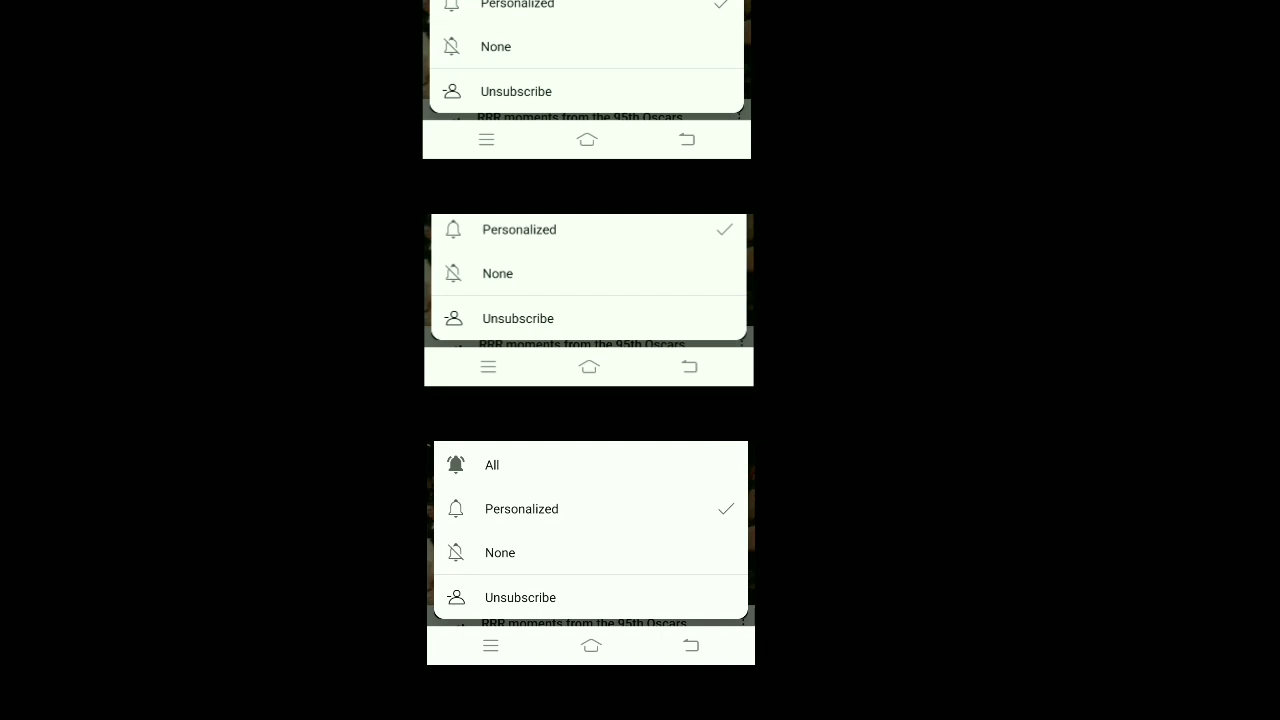 Personalized
None
Unsubscribe
RRR moments from the 95th Oscars
Personalized
None
Unsubscribe
RRR moments from the 95th Oscars
All
Personalized
None
Unsubscribe
RRR moments from the 95th Oscars